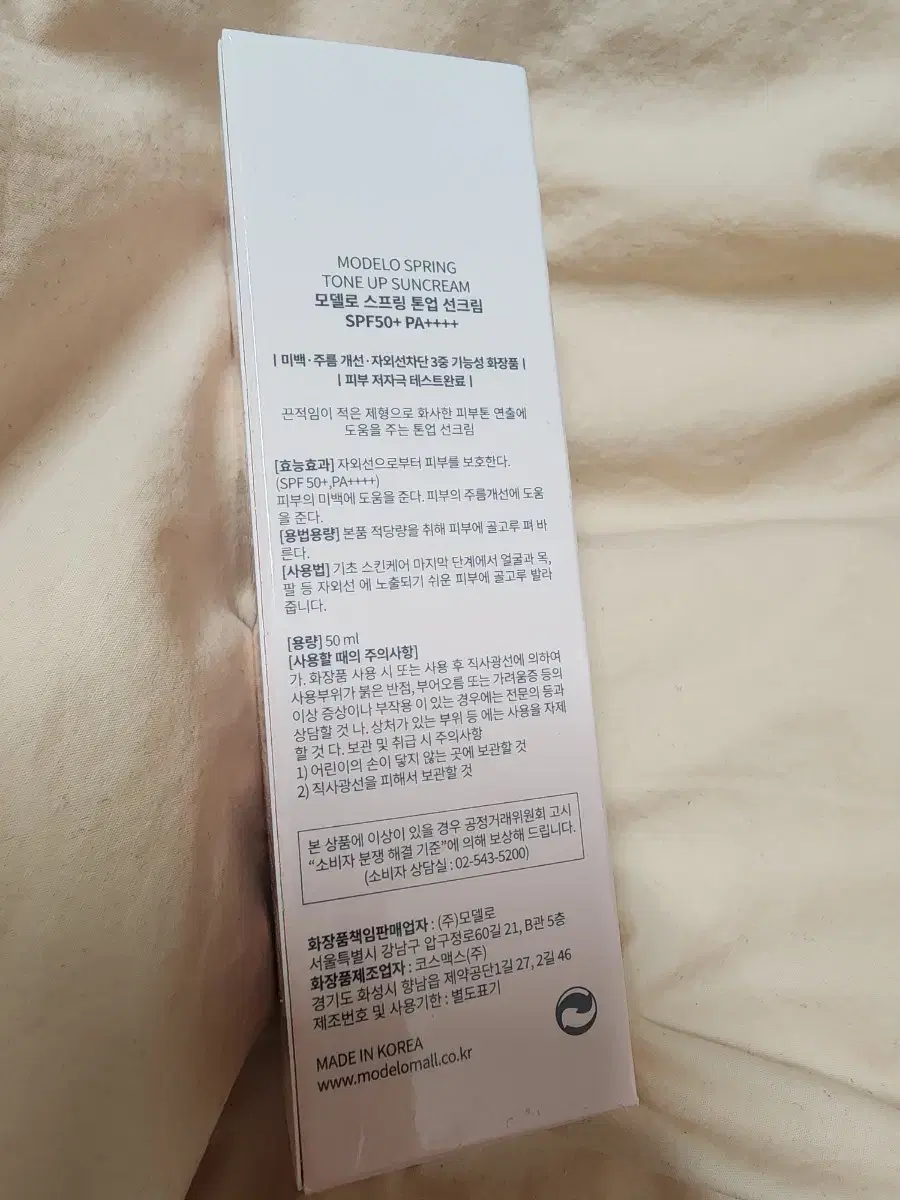 MODELO SPRING
TONE UP SUNCREAM
모델로 스프링 톤업 선크림
SPF50+ PA++++
| 미백·주름 개선·자외선차단 3중 기능성 화장품 |
| 피부 저자극 테스트완료 |
끈적임이 적은 제형으로 화사한 피부톤 연출에
도움을 주는 톤업 선크림
[효능효과] 자외선으로부터 피부를 보호한다.
(SPF 50+,PA++++)
피부의 미백에 도움을 준다. 피부의 주름개선에 도움
을 준다.
[용법용량] 본품 적당량을 취해 피부에 골고루 펴 바
른다.
[사용법] 기초 스킨케어 마지막 단계에서 얼굴과 목,
팔 등 자외선 에 노출되기 쉬운 피부에 골고루 발라
줍니다.
[용량] 50 ml
[사용할 때의 주의사항]
가. 화장품 사용 시 또는 사용 후 직사광선에 의하여
사용부위가 붉은 반점, 부어오름 또는 가려움증 등의
이상 증상이나 부작용 이 있는 경우에는 전문의 등과
상담할 것 나. 상처가 있는 부위 등 에는 사용을 자제
할 것 다. 보관 및 취급 시 주의사항
1) 어린이의 손이 닿지 않는 곳에 보관할 것
2) 직사광선을 피해서 보관할 것
본 상품에 이상이 있을 경우 공정거래위원회 고시
“소비자 분쟁 해결 기준”에 의해 보상해 드립니다.
(소비자 상담실 : 02-543-5200)
화장품책임판매업자 : (주)모델로
서울특별시 강남구 압구정로60길 21, B관 5층
화장품제조업자 : 코스맥스(주)
경기도 화성시 향남읍 제약공단1길 27, 2길 46
제조번호 및 사용기한 : 별도표기
MADE IN KOREA
www.modelomall.co.kr